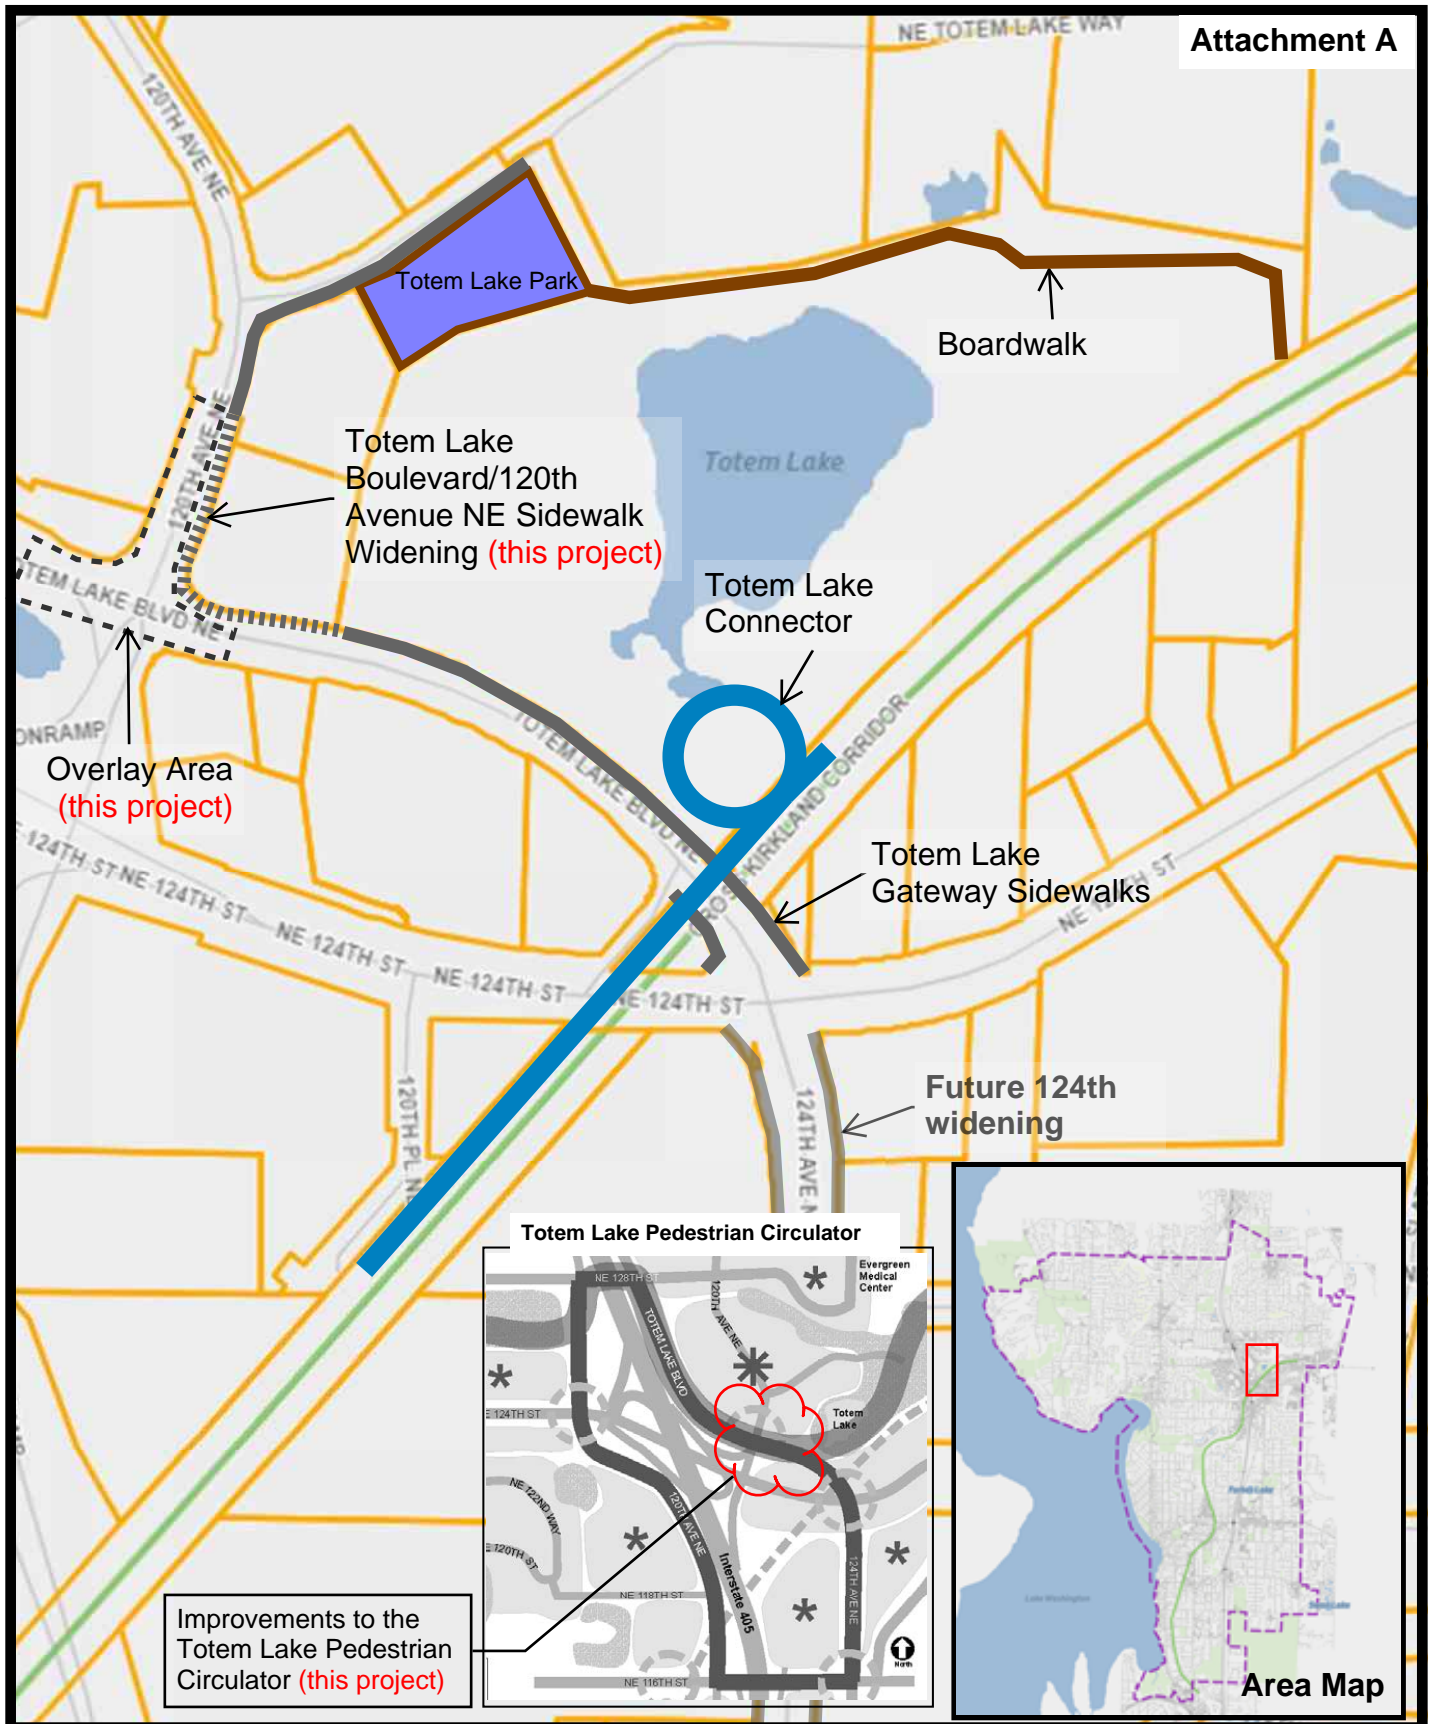 NE TOTEM LAKE WAY
Attachment A
120TH AVE NE
Totem Lake Park
Boardwalk
120TH AVE NE
Totem Lake
Boulevard/120th
Avenue NE Sidewalk
Widening (this project)
Totem Lake
TOTEM LAKE BLVD NE
Totem Lake
Connector
ONRAMP
Overlay Area
(this project)
TOTEM LAKE BLVD NE
CROSS KIRKLAND CORRIDOR
Totem Lake
Gateway Sidewalks
E 124TH ST
NE 124TH ST
NE 124TH ST
NE 124TH ST
NE 124TH ST
NE 124TH ST
120TH PL NE
124TH AVE N
Future 124th
widening
Totem Lake Pedestrian Circulator
NE 128TH ST
120TH AVE NE
Evergreen
Medical
Center
TOTEM LAKE BLVD
E 124TH ST
Totem
Lake
NE 122ND WAY
E 120TH ST
120TH AVE NE
Interstate 405
124TH AVE NE
NE 118TH ST
NE 116TH ST
North
Improvements to the
Totem Lake Pedestrian
Circulator (this project)
Lake Washington
Area Map